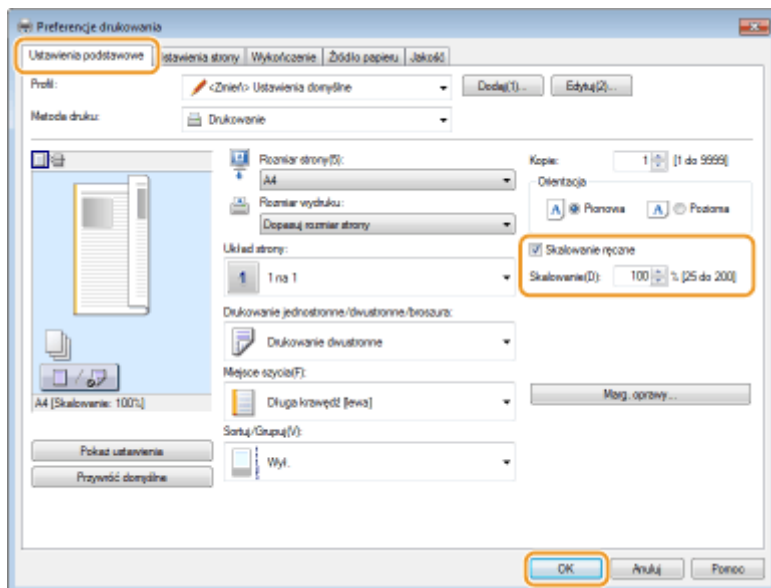 Preferencje drukowania
Ustawienia podstawowe Ustawienia strony Wykończenie Źródło papieru Jakość
Profil: <Zmień> Ustawienia domyślne Dodaj(1)... Edytuj(2)...
Metoda druku: Drukowanie
Rozmiar strony(5): Kopie: 1 [1 do 9999]
A4 Orientacja
Rozmiar wydruku: A Pionowa A Pozioma
Dopasuj rozmiar strony
Układ strony: Skalowanie ręczne
1 1 na 1 Skalowanie(D): 100 % [25 do 200]
Drukowanie jednostronne/dwustronne/broszura:
Drukowanie dwustronne
Miejsce szycia(F):
A4 [Skalowanie: 100%] Długa krawędź [lewa] Marg. oprawy...
Sortuj/Grupuj(V):
Pokaż ustawienia Wył.
Przywróć domyślne
OK Anuluj Pomoc